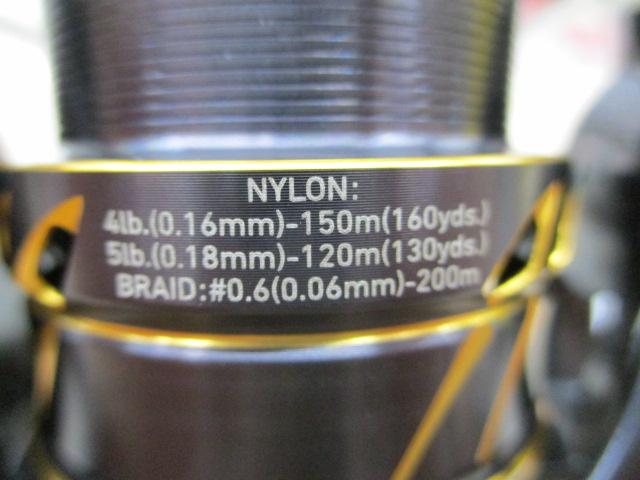 NYLON:
4lb.(0.16mm)-150m(160yds.)
5lb.(0.18mm)-120m(130yds.)
BRAID:#0.6(0.06mm)-200m